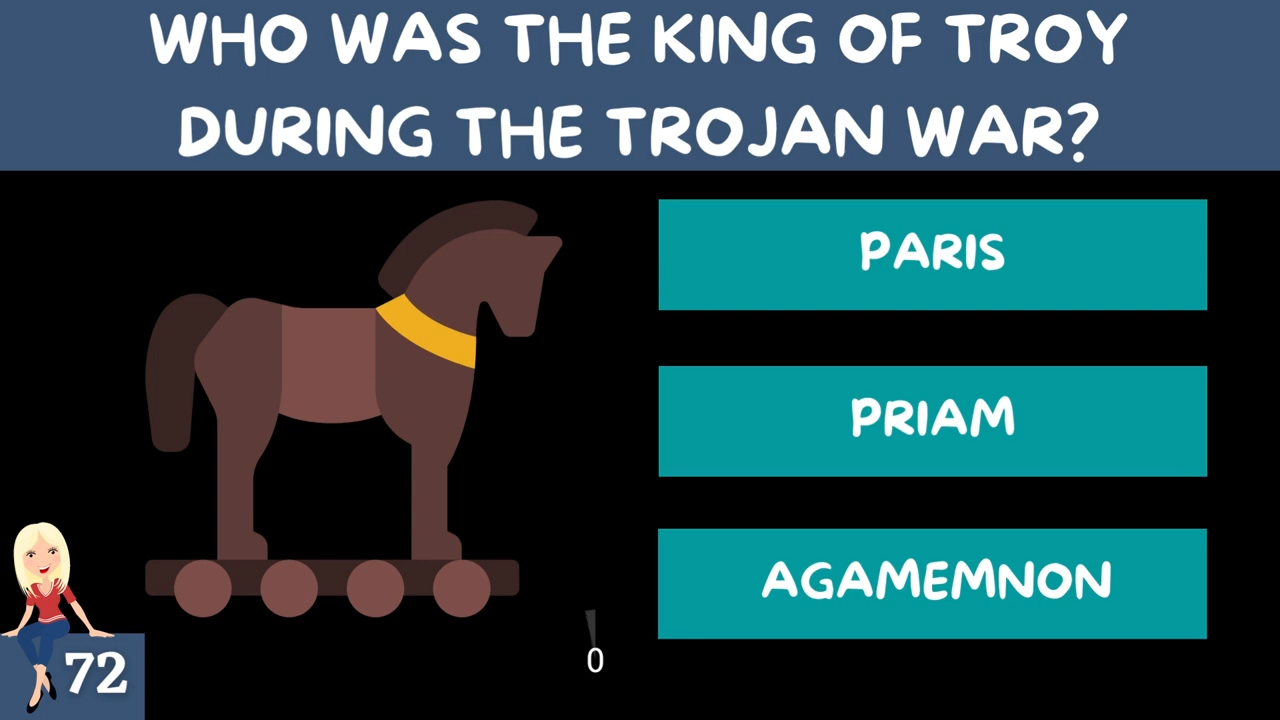 WHO WAS THE KING OF TROY
DURING THE TROJAN WAR?
PARIS
PRIAM
AGAMEMNON
0
72